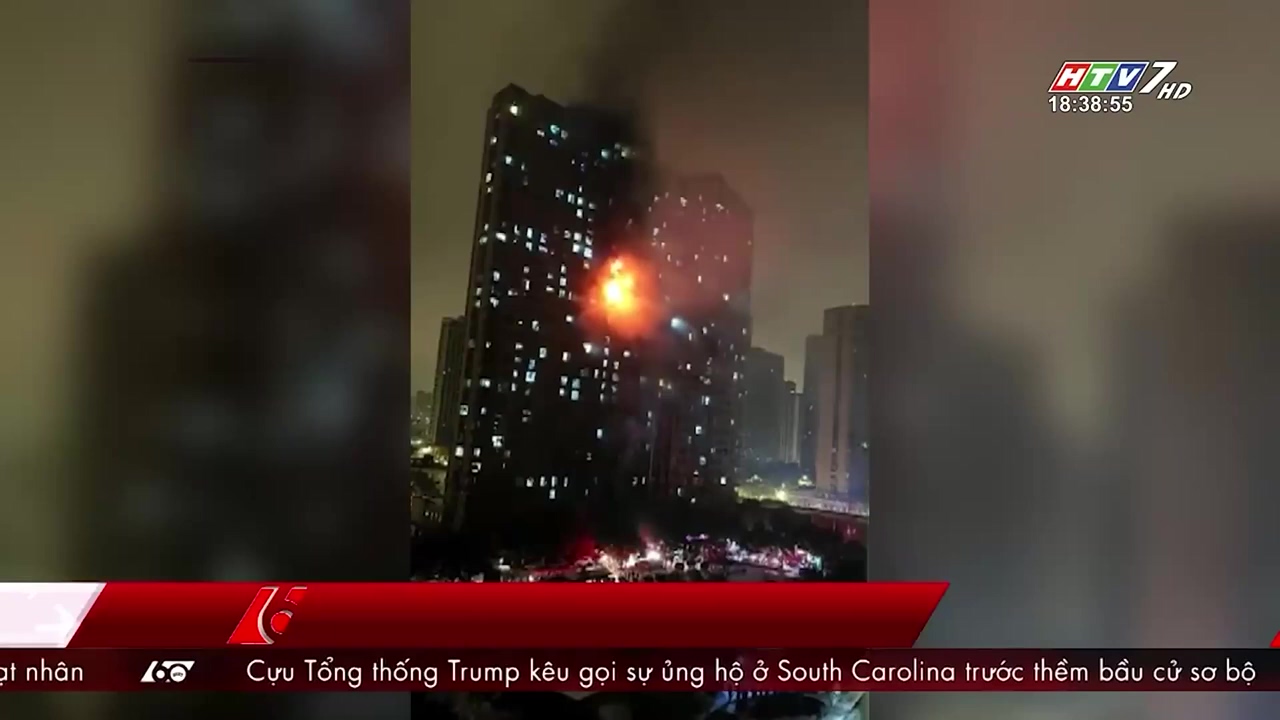 HTV7 HD
18:38:55
ạt nhân 60 Cựu Tổng thống Trump kêu gọi sự ủng hộ ở South Carolina trước thềm bầu cử sơ bộ